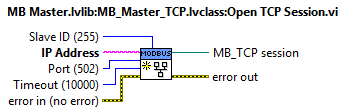 MB Master.lvlib:MB_Master_TCP.lvclass:Open TCP Session.vi
Slave ID (255)
IP Address
MODBUS
MB_TCP session
Port (502)
Timeout (10000)
error out
error in (no error)